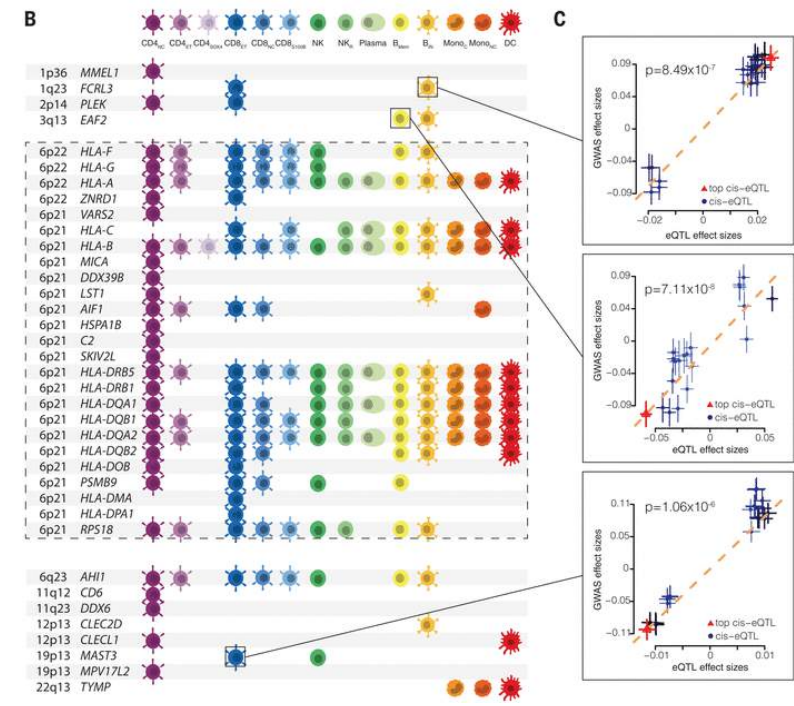 B
C
CD4NC CD4ET CD4SOX4 CD8ET CD8NC CD8S100B NK NKR Plasma BMem BIN MonoC MonoNC DC
1p36 MMEL1
1q23 FCRL3
2p14 PLEK
3q13 EAF2
6p22 HLA-F
6p22 HLA-G
6p22 HLA-A
6p22 ZNRD1
6p21 VARS2
6p21 HLA-C
6p21 HLA-B
6p21 MICA
6p21 DDX39B
6p21 LST1
6p21 AIF1
6p21 HSPA1B
6p21 C2
6p21 SKIV2L
6p21 HLA-DRB5
6p21 HLA-DRB1
6p21 HLA-DQA1
6p21 HLA-DQB1
6p21 HLA-DQA2
6p21 HLA-DQB2
6p21 HLA-DOB
6p21 PSMB9
6p21 HLA-DMA
6p21 HLA-DPA1
6p21 RPS18
6q23 AHI1
11q12 CD6
11q23 DDX6
12p13 CLEC2D
12p13 CLECL1
19p13 MAST3
19p13 MPV17L2
22q13 TYMP
p=8.49x10-7
GWAS effect sizes
0.09
0.04
0
−0.04
−0.09
top cis−eQTL
cis−eQTL
−0.02 0 0.02
eQTL effect sizes
p=7.11x10-8
GWAS effect sizes
0.09
0.04
0
−0.04
−0.09
top cis−eQTL
cis−eQTL
−0.05 0 0.05
eQTL effect sizes
p=1.06x10-6
GWAS effect sizes
0.11
0.05
0
−0.05
−0.11
top cis−eQTL
cis−eQTL
−0.01 0 0.01
eQTL effect sizes